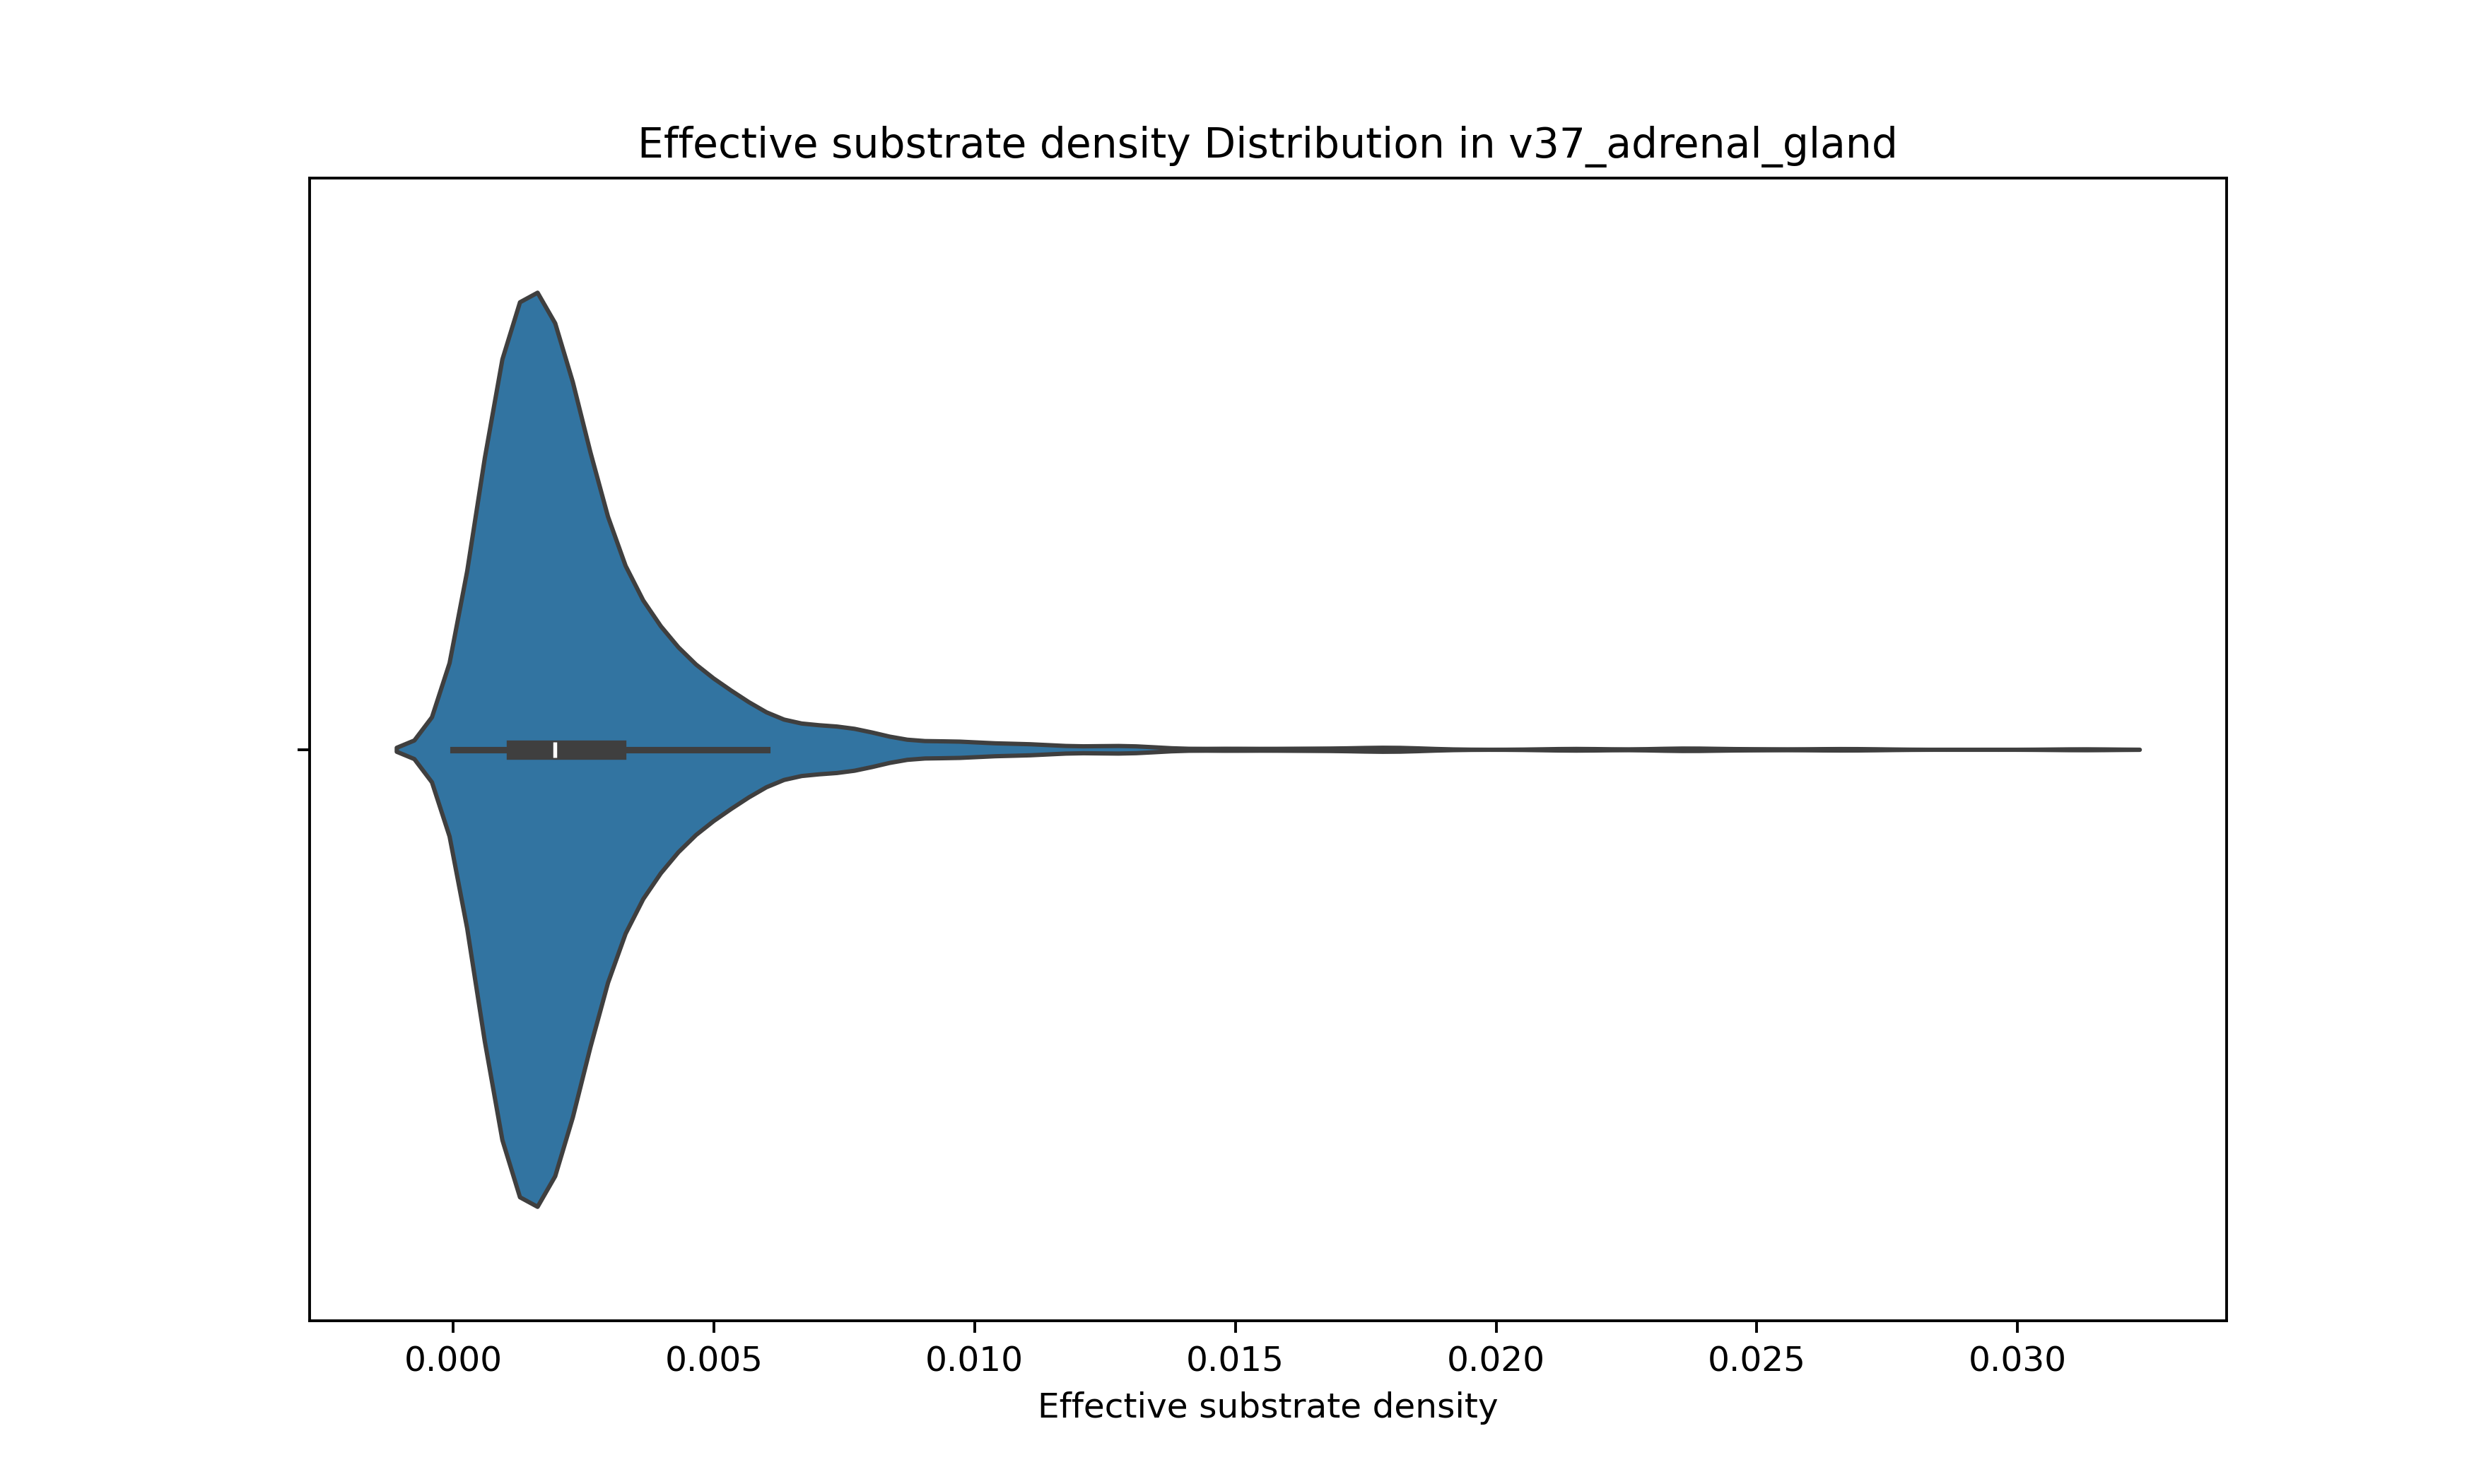 Effective substrate density Distribution in v37_adrenal_gland
0.000 0.005 0.010 0.015 0.020 0.025 0.030
Effective substrate density